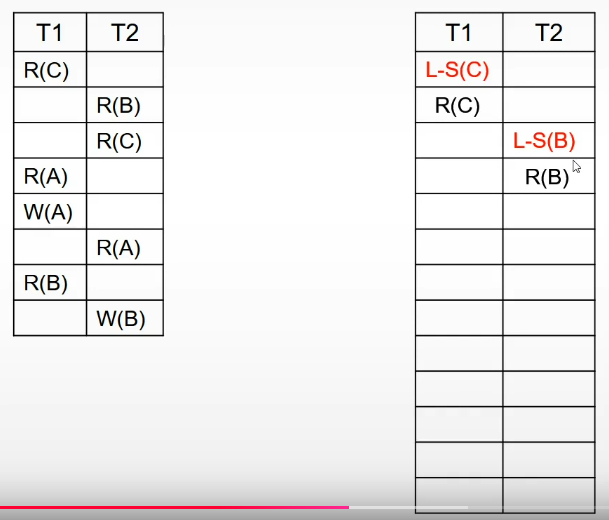 T1 T2
R(C)
R(B)
R(C)
R(A)
W(A)
R(A)
R(B)
W(B)
T1 T2
L-S(C)
R(C)
L-S(B)
R(B)